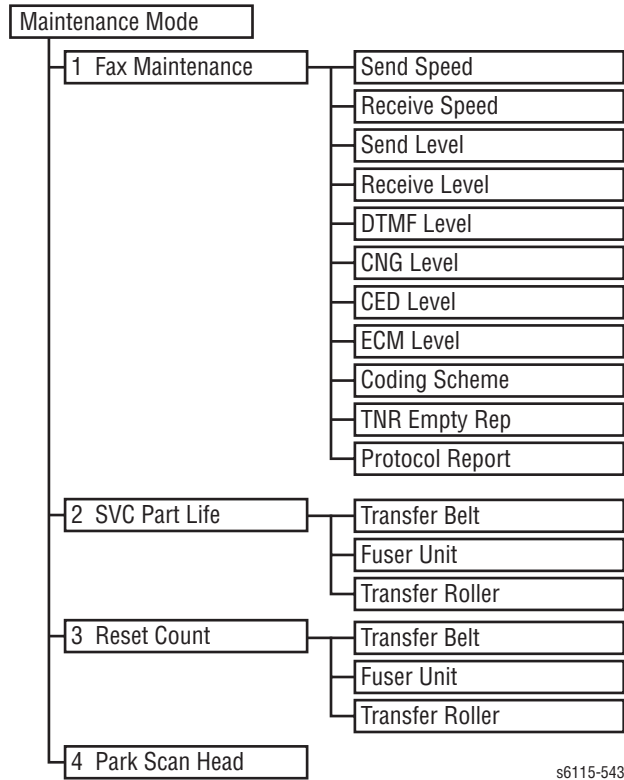 Maintenance Mode
1 Fax Maintenance
Send Speed
Receive Speed
Send Level
Receive Level
DTMF Level
CNG Level
CED Level
ECM Level
Coding Scheme
TNR Empty Rep
Protocol Report
2 SVC Part Life
Transfer Belt
Fuser Unit
Transfer Roller
3 Reset Count
Transfer Belt
Fuser Unit
Transfer Roller
4 Park Scan Head
s6115-543